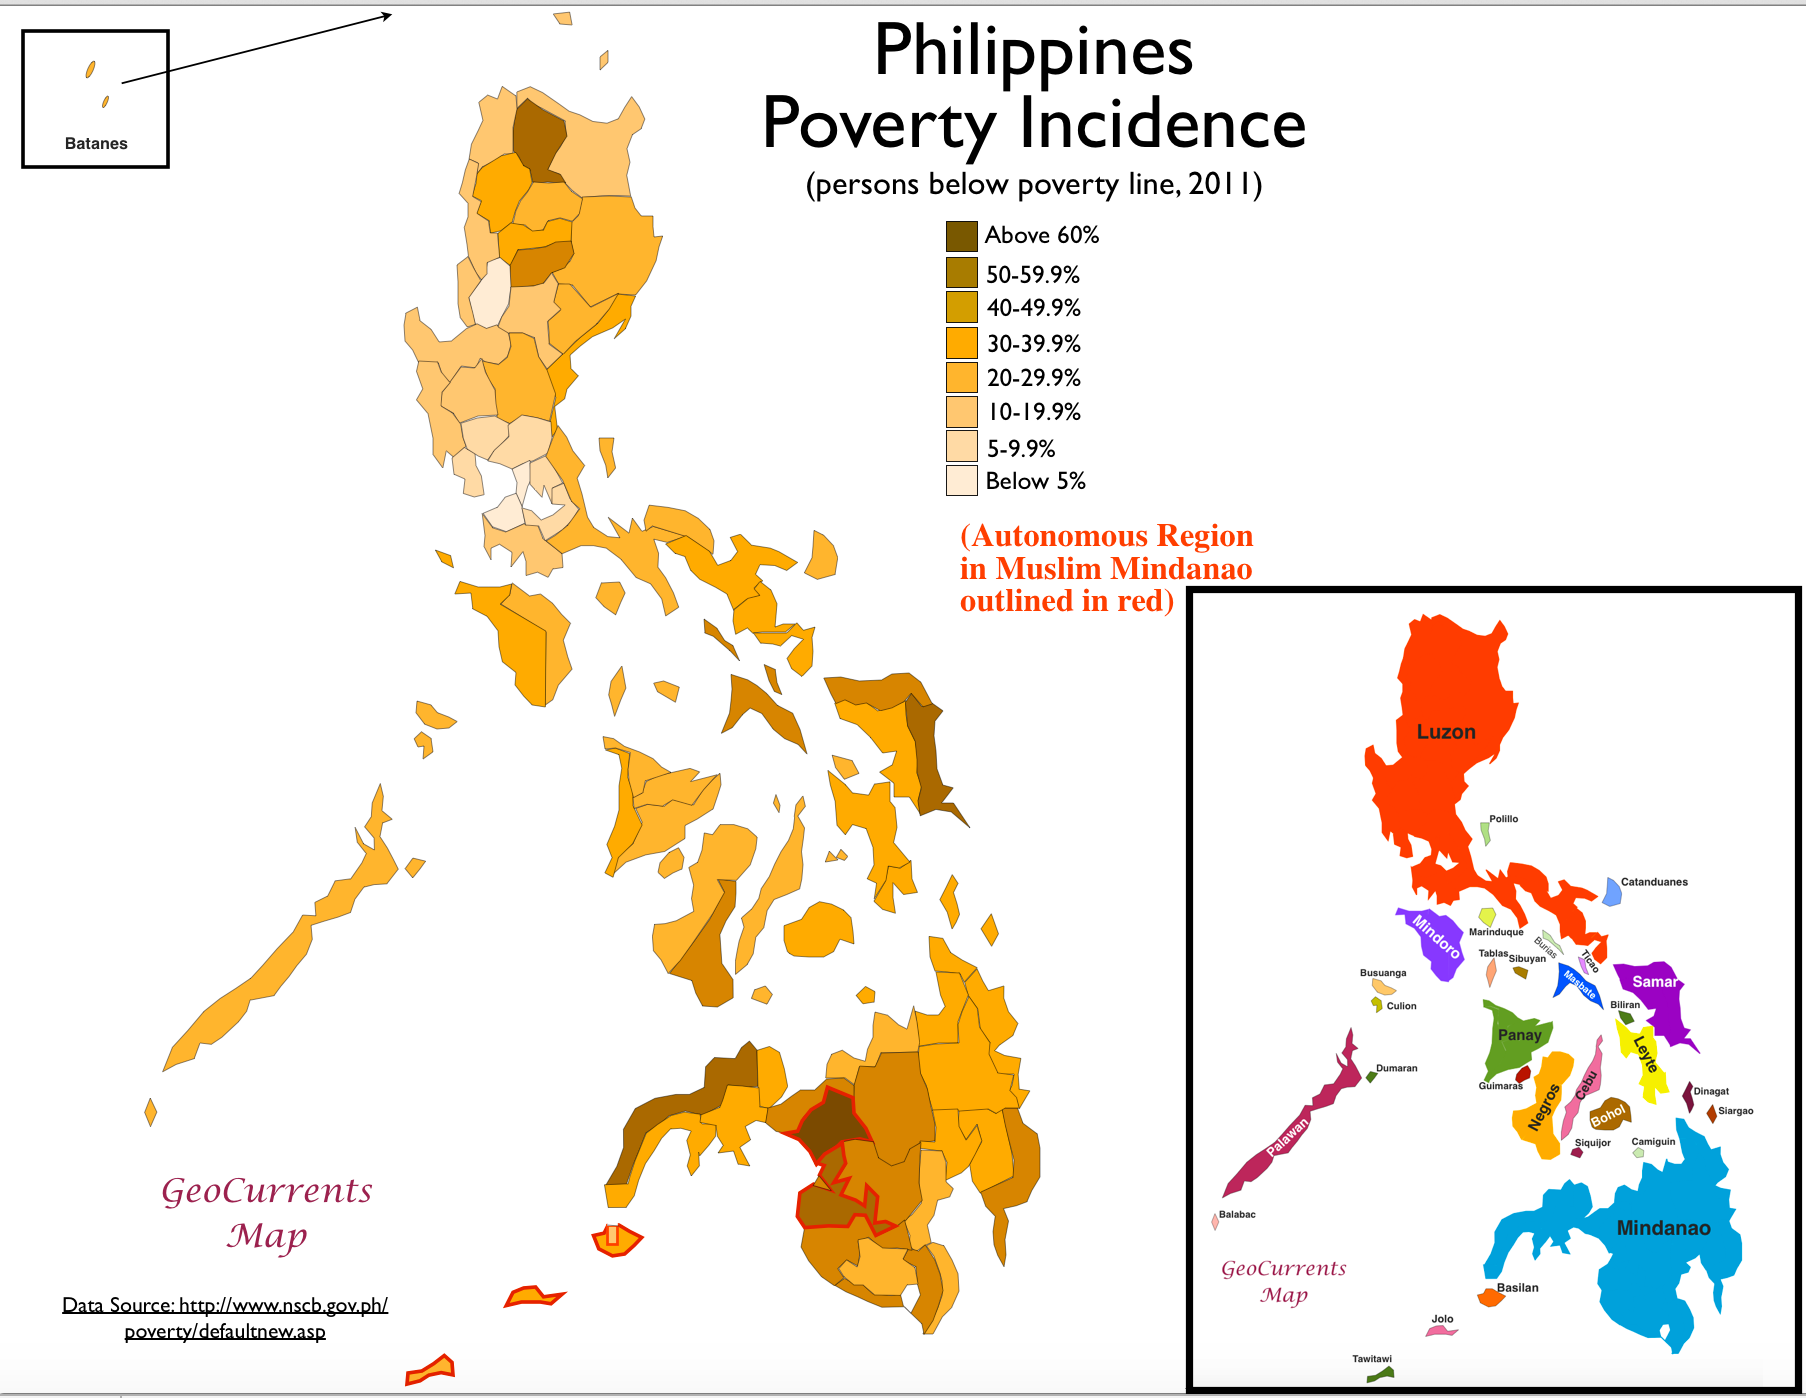 Philippines
Poverty Incidence
(persons below poverty line, 2011)
Batanes
Above 60%
50-59.9%
40-49.9%
30-39.9%
20-29.9%
10-19.9%
5-9.9%
Below 5%
(Autonomous Region
in Muslim Mindanao
outlined in red)
GeoCurrents
Map
Data Source: http://www.nscb.gov.ph/
poverty/defaultnew.asp
Luzon
Polillo
Catanduanes
Mindoro
Marinduque
Burias
Ticao
Tablas
Sibuyan
Busuanga
Culion
Masbate
Samar
Biliran
Panay
Leyte
Dumaran
Guimaras
Negros
Cebu
Bohol
Dinagat
Siargao
Palawan
Siquijor
Camiguin
Balabac
Mindanao
GeoCurrents
Map
Basilan
Jolo
Tawitawi